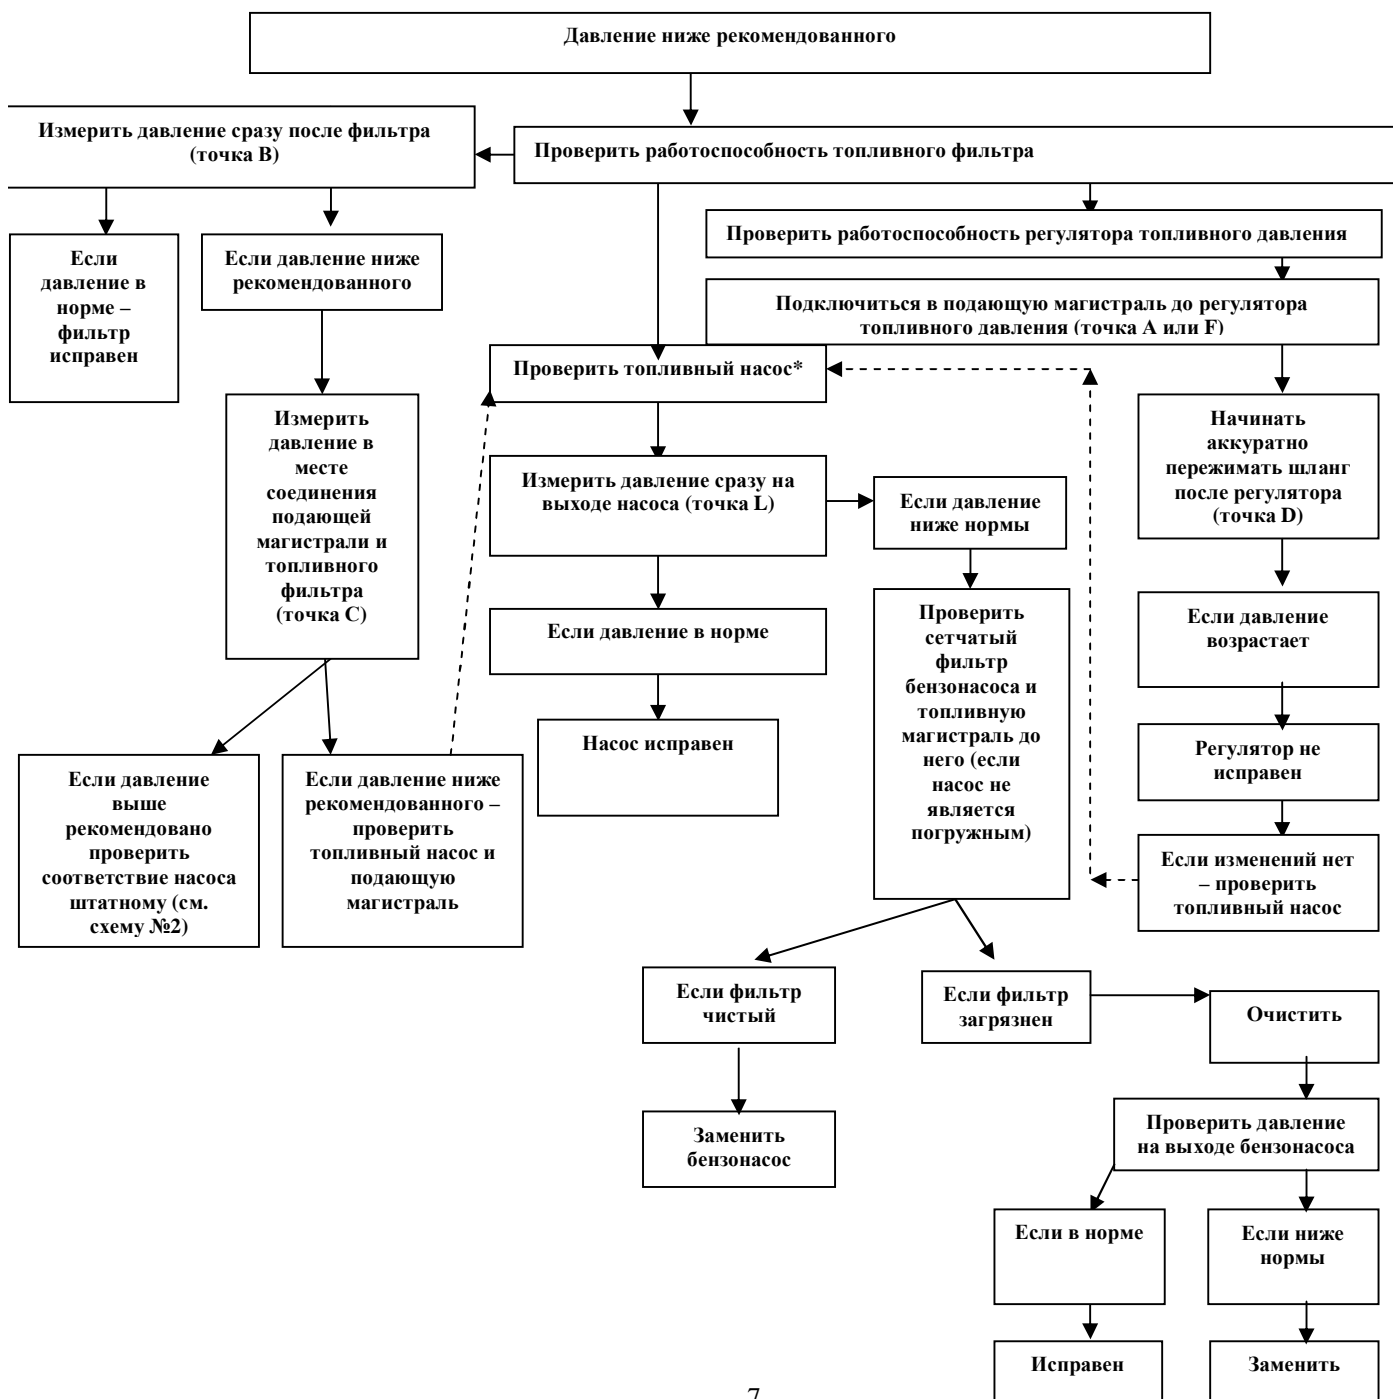 Давление ниже рекомендованного
Измерить давление сразу после фильтра
(точка В)
Проверить работоспособность топливного фильтра
Проверить работоспособность регулятора топливного давления
Если
давление в
норме –
фильтр
исправен
Если давление ниже
рекомендованного
Подключиться в подающую магистраль до регулятора
топливного давления (точка А или F)
Проверить топливный насос*
Измерить
давление в
месте
соединения
подающей
магистрали и
топливного
фильтра
(точка С)
Начинать
аккуратно
пережимать шланг
после регулятора
(точка D)
Измерить давление сразу на
выходе насоса (точка L)
Если давление
ниже нормы
Если давление в норме
Проверить
сетчатый
фильтр
бензонасоса и
топливную
магистраль до
него (если
насос не
является
погружным)
Если давление
возрастает
Насос исправен
Регулятор не
исправен
Если давление
выше
рекомендовано
проверить
соответствие насоса
штатному (см.
схему №2)
Если давление ниже
рекомендованного –
проверить
топливный насос и
подающую
магистраль
Если изменений нет
– проверить
топливный насос
Если фильтр
чистый
Если фильтр
загрязнен
Очистить
Заменить
бензонасос
Проверить давление
на выходе бензонасоса
Если в норме
Если ниже
нормы
Исправен
Заменить
7